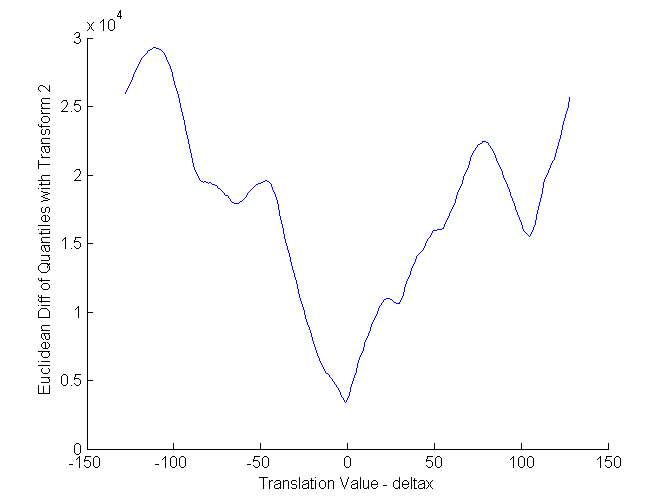 x 10^4
3
2.5
2
1.5
1
0.5
0
-150 -100 -50 0 50 100 150
Translation Value - deltax
Euclidean Diff of Quantiles with Transform 2